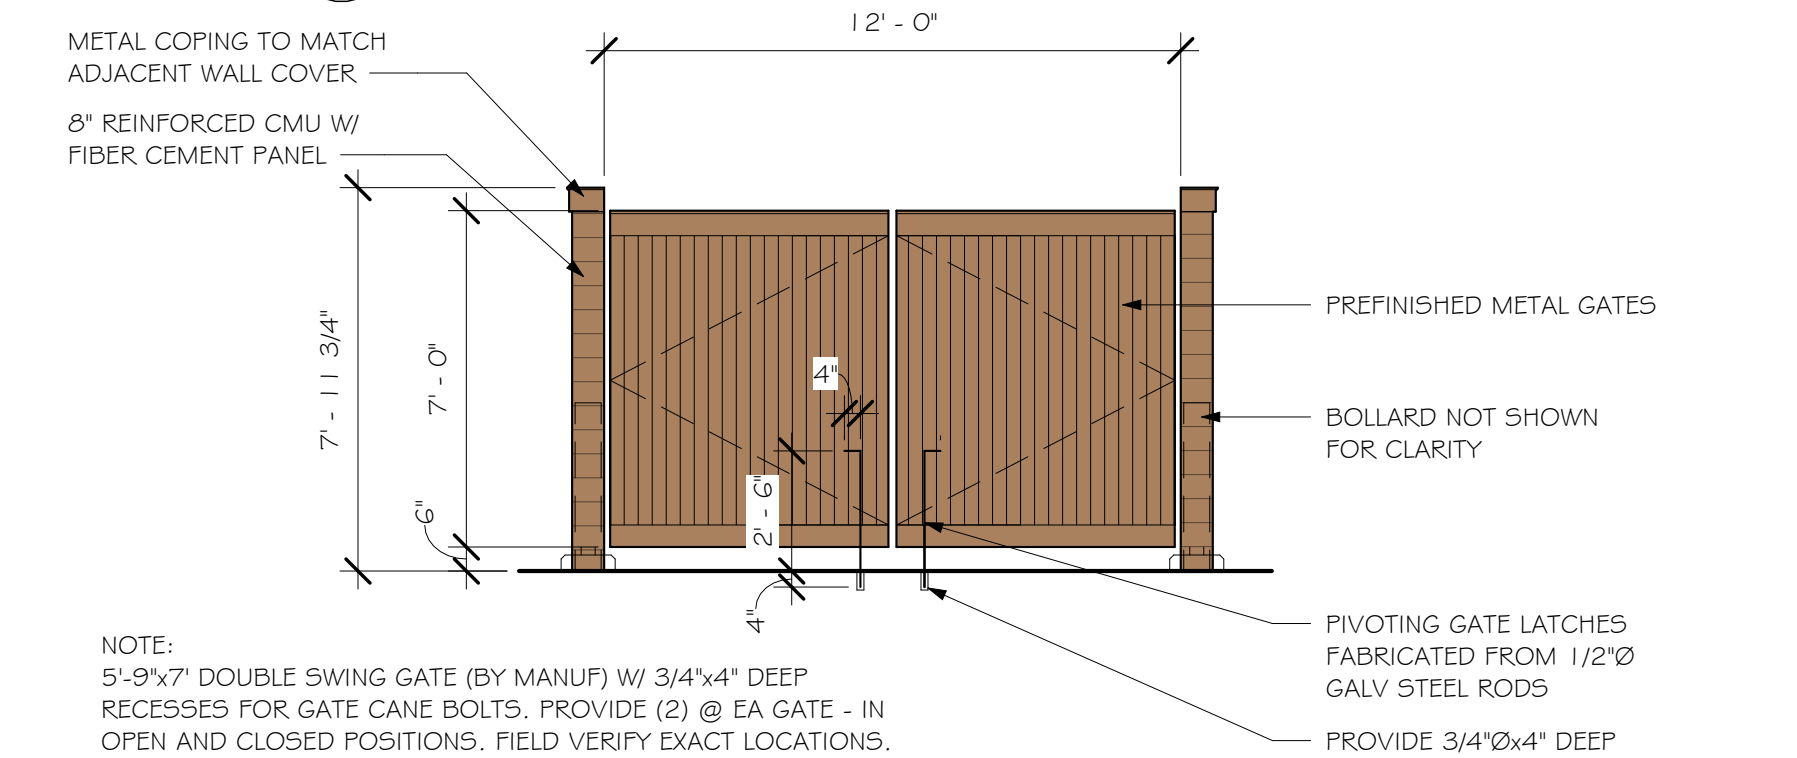 12' - 0"
METAL COPING TO MATCH
ADJACENT WALL COVER
8" REINFORCED CMU W/
FIBER CEMENT PANEL
7' - 11 3/4"
7' - 0"
6"
4"
2' - 6"
4"
PREFINISHED METAL GATES
BOLLARD NOT SHOWN
FOR CLARITY
PIVOTING GATE LATCHES
FABRICATED FROM 1/2"Ø
GALV STEEL RODS
PROVIDE 3/4"Øx4" DEEP
NOTE:
5'-9"x7' DOUBLE SWING GATE (BY MANUF) W/ 3/4"x4" DEEP
RECESSES FOR GATE CANE BOLTS. PROVIDE (2) @ EA GATE - IN
OPEN AND CLOSED POSITIONS. FIELD VERIFY EXACT LOCATIONS.